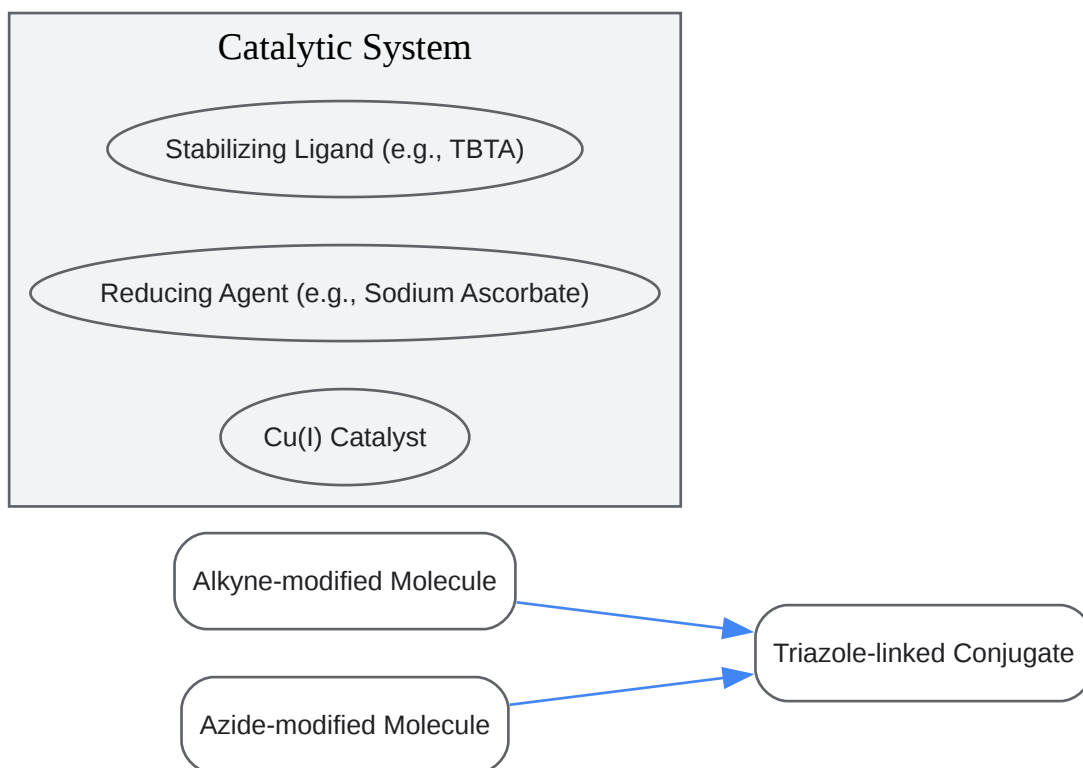 Catalytic System
Stabilizing Ligand (e.g., TBTA)
Reducing Agent (e.g., Sodium Ascorbate)
Cu(I) Catalyst
Alkyne-modified Molecule
Triazole-linked Conjugate
Azide-modified Molecule